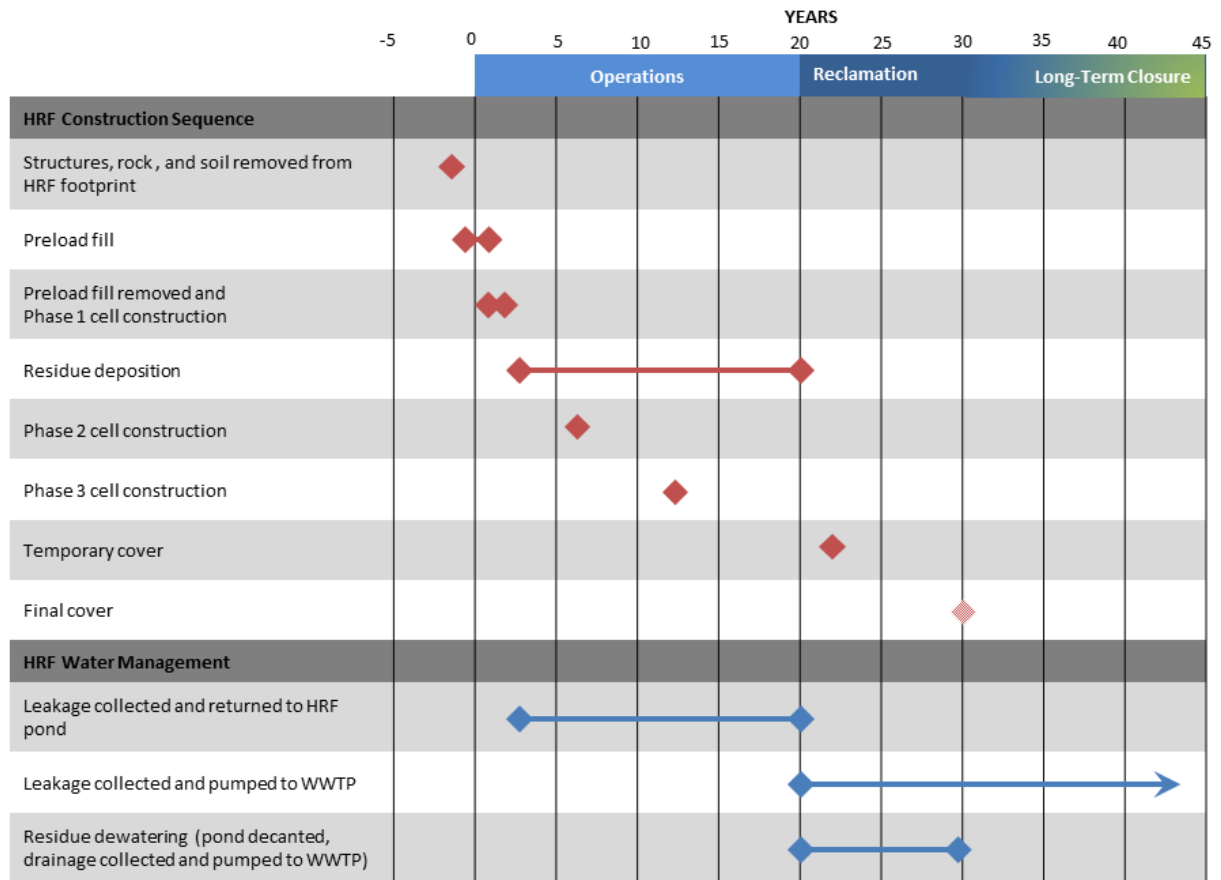 YEARS
-5 0 5 10 15 20 25 30 35 40 45
Operations Reclamation Long-Term Closure
HRF Construction Sequence
Structures, rock , and soil removed from
HRF footprint
Preload fill
Preload fill removed and
Phase 1 cell construction
Residue deposition
Phase 2 cell construction
Phase 3 cell construction
Temporary cover
Final cover
HRF Water Management
Leakage collected and returned to HRF
pond
Leakage collected and pumped to WWTP
Residue dewatering (pond decanted,
drainage collected and pumped to WWTP)